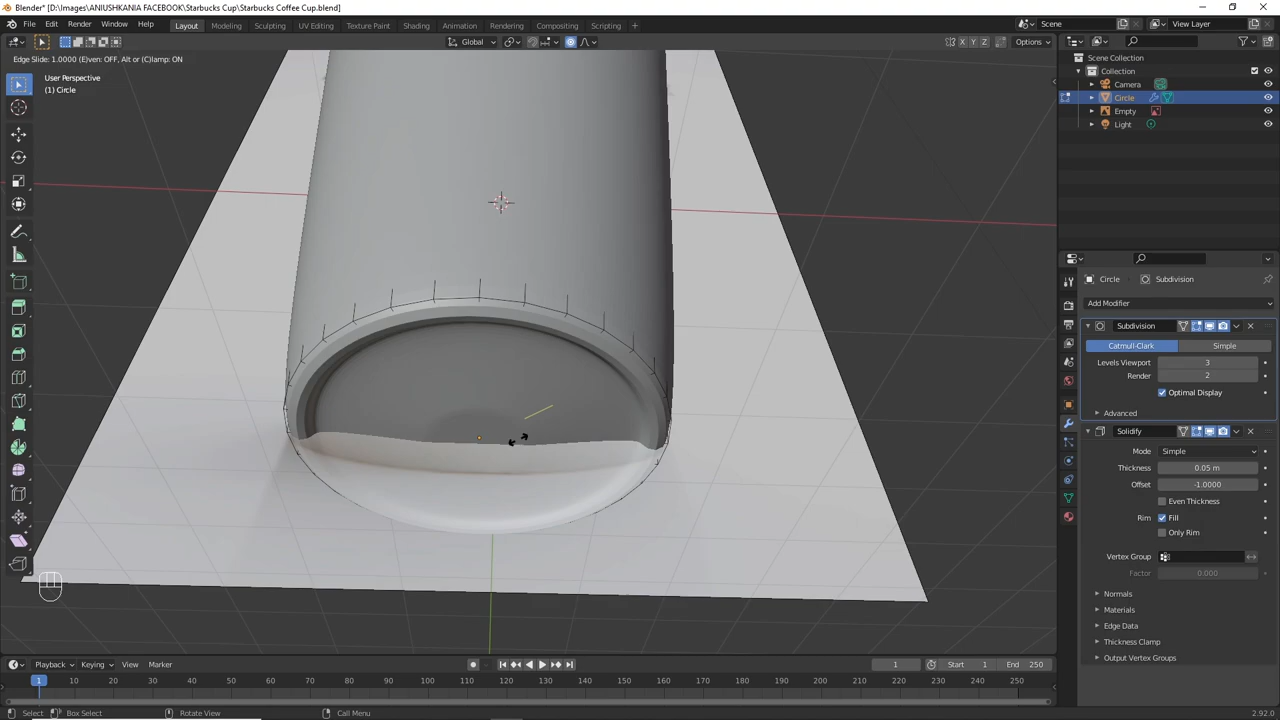 Blender* [D:\Images\ANIUSHKANIA FACEBOOK\Starbucks Cup\Starbucks Coffee Cup.blend]
File Edit Render Window Help Layout Modeling Sculpting UV Editing Texture Paint Shading Animation Rendering Compositing Scripting Scene View Layer
Global X Y Z Options
Edge Slide: 1.0000 (E)ven: OFF, Alt or (C)lamp: ON
User Perspective
(1) Circle
Scene Collection
Collection
Camera
Circle
Empty
Light
Circle Subdivision
Add Modifier
Subdivision
Catmull-Clark Simple
Levels Viewport 3
Render 2
Optimal Display
Advanced
Solidify
Mode Simple
Thickness 0.05 m
Offset -1.0000
Even Thickness
Rim Fill
Only Rim
Vertex Group
Factor 0.000
Normals
Materials
Edge Data
Thickness Clamp
Output Vertex Groups
Playback Keying View Marker 1 Start 1 End 250
1 10 20 30 40 50 60 70 80 90 100 110 120 130 140 150 160 170 180 190 200 210 220 230 240 250
Select Box Select Rotate View Call Menu 2.92.0